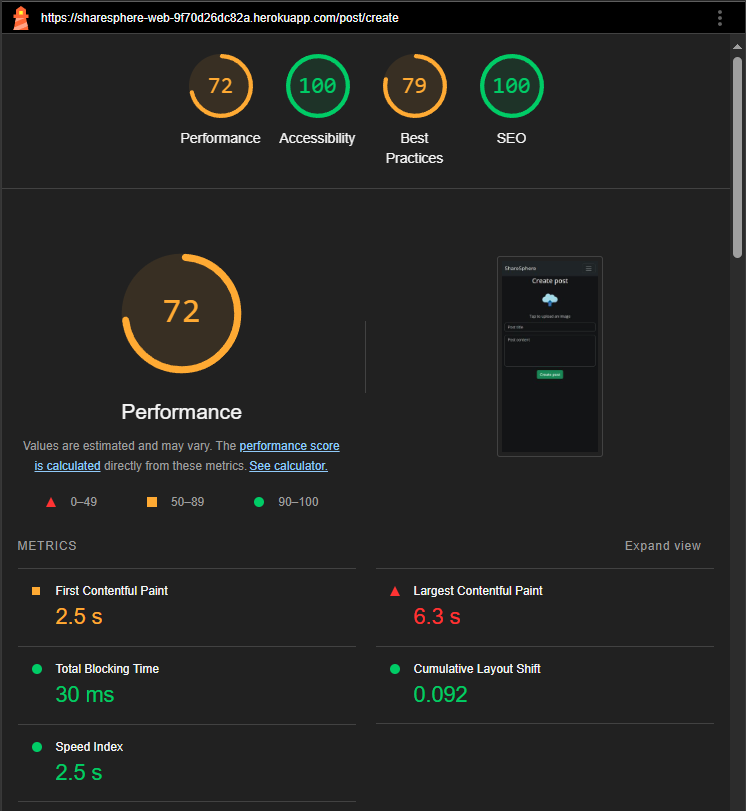 https://sharesphere-web-9f70d26dc82a.herokuapp.com/post/create
72
100
79
100
Performance
Accessibility
Best
Practices
SEO
72
Performance
Values are estimated and may vary. The performance score
is calculated directly from these metrics. See calculator.
0–49
50–89
90–100
ShareSphere
Create post
Tap to upload an image
Post title
Post content
Create post
METRICS
Expand view
First Contentful Paint
2.5 s
Largest Contentful Paint
6.3 s
Total Blocking Time
30 ms
Cumulative Layout Shift
0.092
Speed Index
2.5 s